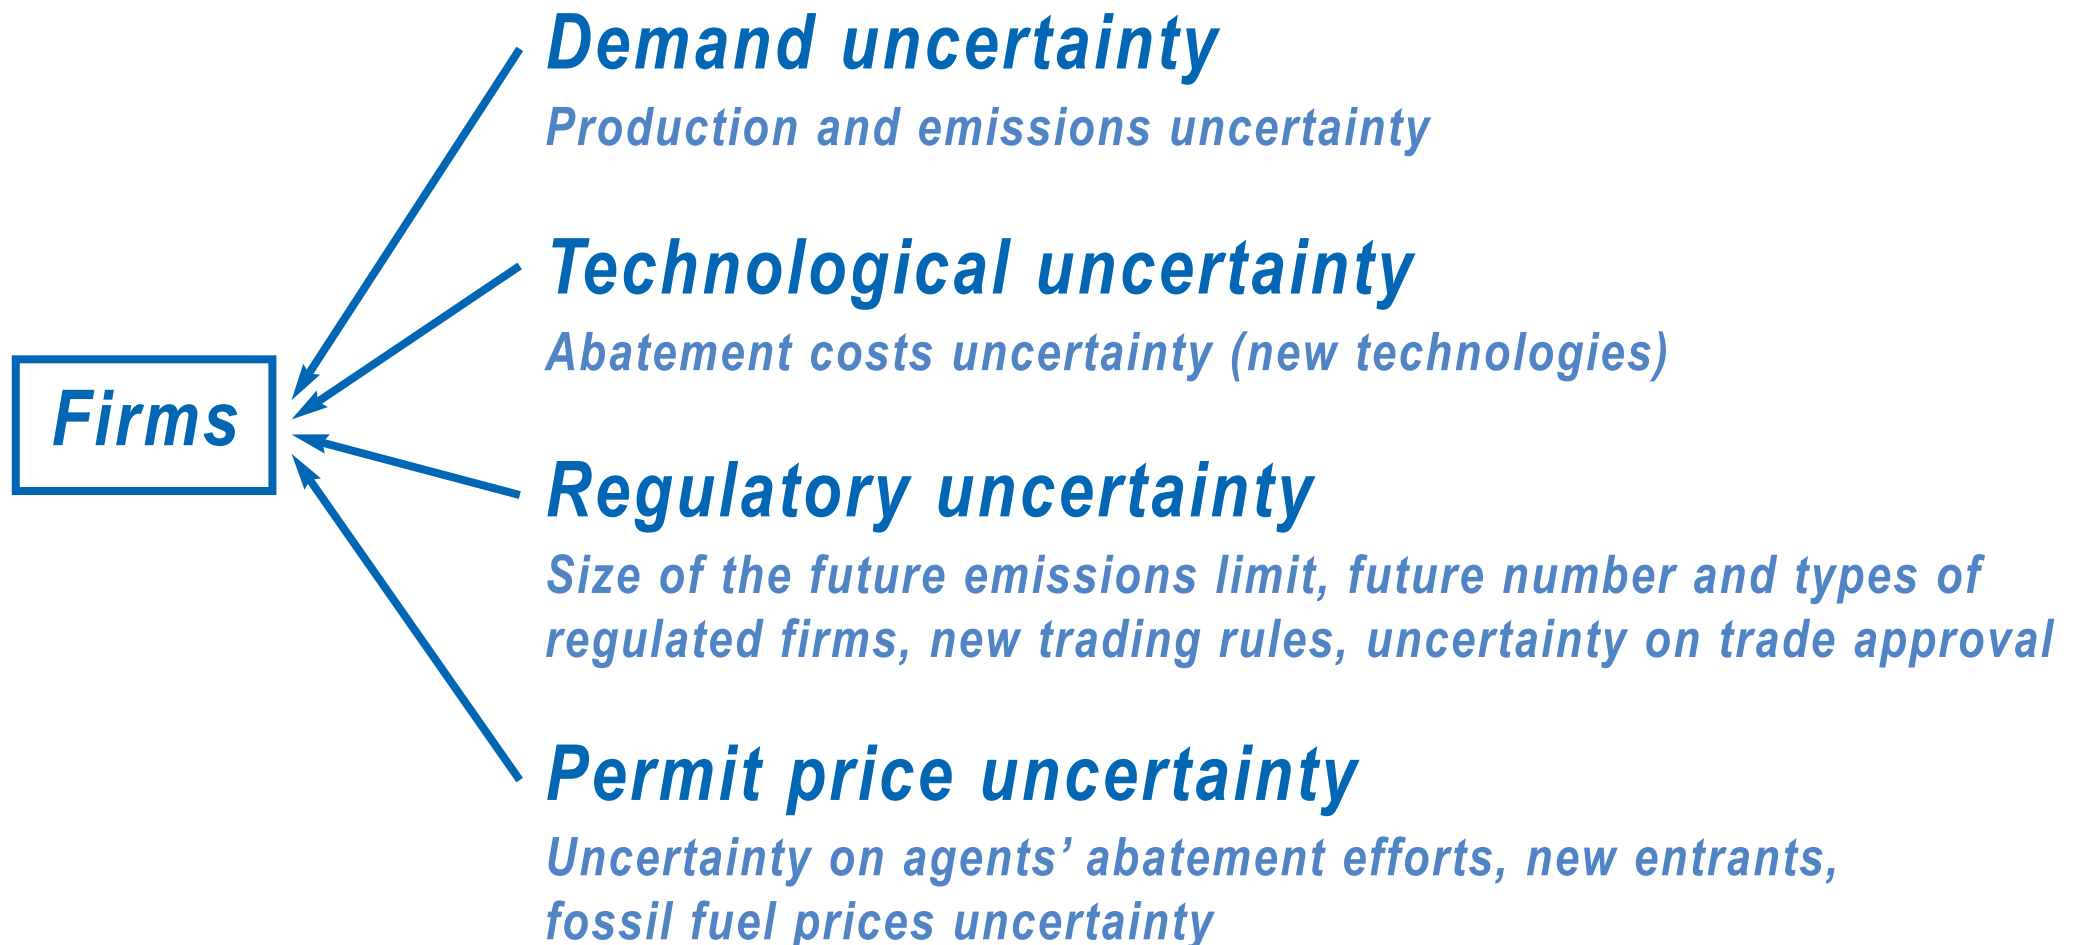 Demand uncertainty
Production and emissions uncertainty
Technological uncertainty
Abatement costs uncertainty (new technologies)
Firms
Regulatory uncertainty
Size of the future emissions limit, future number and types of
regulated firms, new trading rules, uncertainty on trade approval
Permit price uncertainty
Uncertainty on agents’ abatement efforts, new entrants,
fossil fuel prices uncertainty